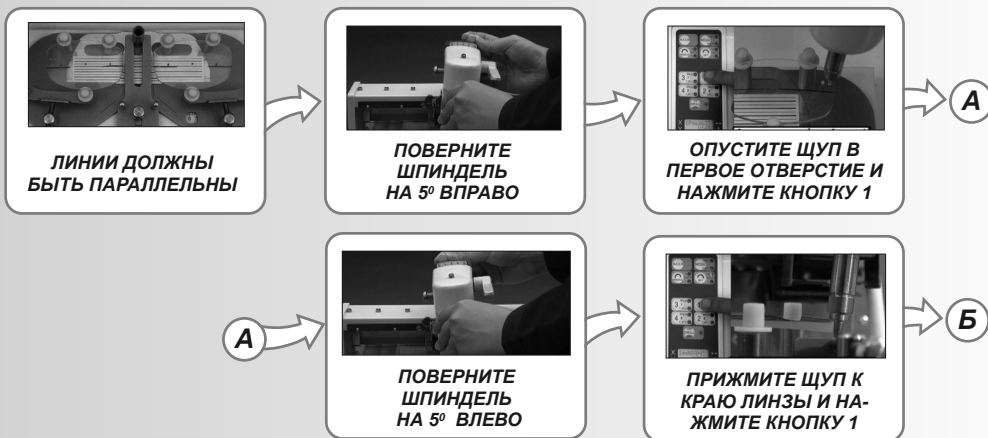 ЛИНИИ ДОЛЖНЫ
БЫТЬ ПАРАЛЛЕЛЬНЫ
ПОВЕРНИТЕ
ШПИНДЕЛЬ
НА 5⁰ ВПРАВО
ОПУСТИТЕ ЩУП В
ПЕРВОЕ ОТВЕРСТИЕ И
НАЖМИТЕ КНОПКУ 1
А
А
ПОВЕРНИТЕ
ШПИНДЕЛЬ
НА 5⁰ ВЛЕВО
ПРИЖМИТЕ ЩУП К
КРАЮ ЛИНЗЫ И НА-
ЖМИТЕ КНОПКУ 1
Б